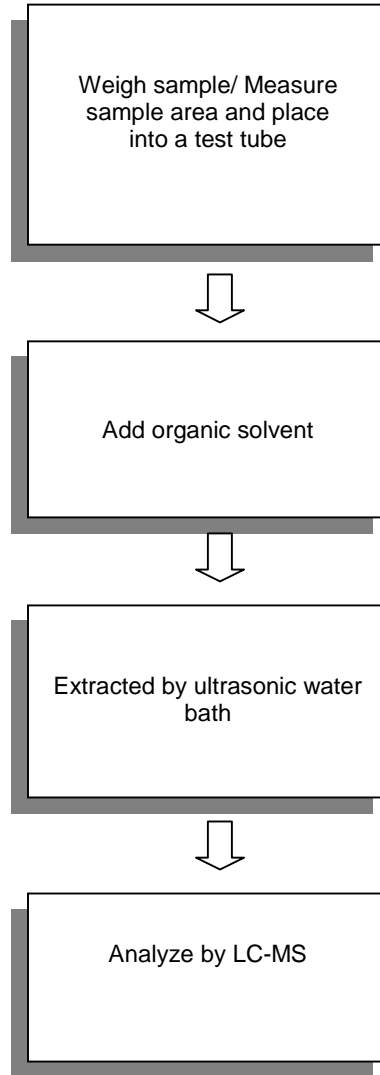 Weigh sample/ Measure
sample area and place
into a test tube
Add organic solvent
Extracted by ultrasonic water
bath
Analyze by LC-MS